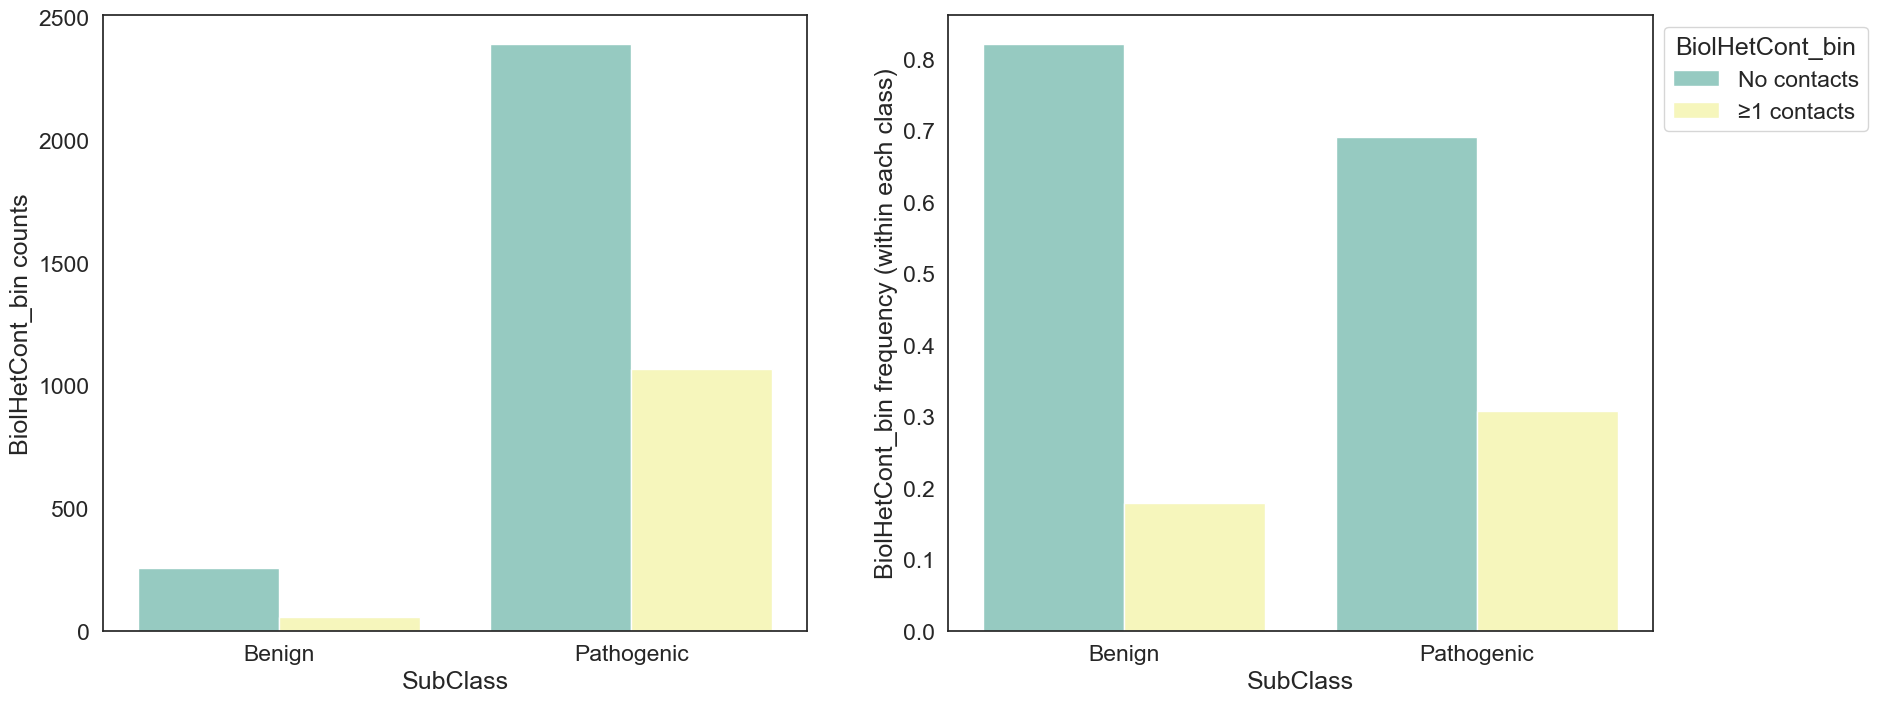 BiolHetCont_bin counts
2500
2000
1500
1000
500
0
Benign
Pathogenic
SubClass
BiolHetCont_bin frequency (within each class)
0.8
0.7
0.6
0.5
0.4
0.3
0.2
0.1
0.0
Benign
Pathogenic
SubClass
BiolHetCont_bin
No contacts
≥1 contacts